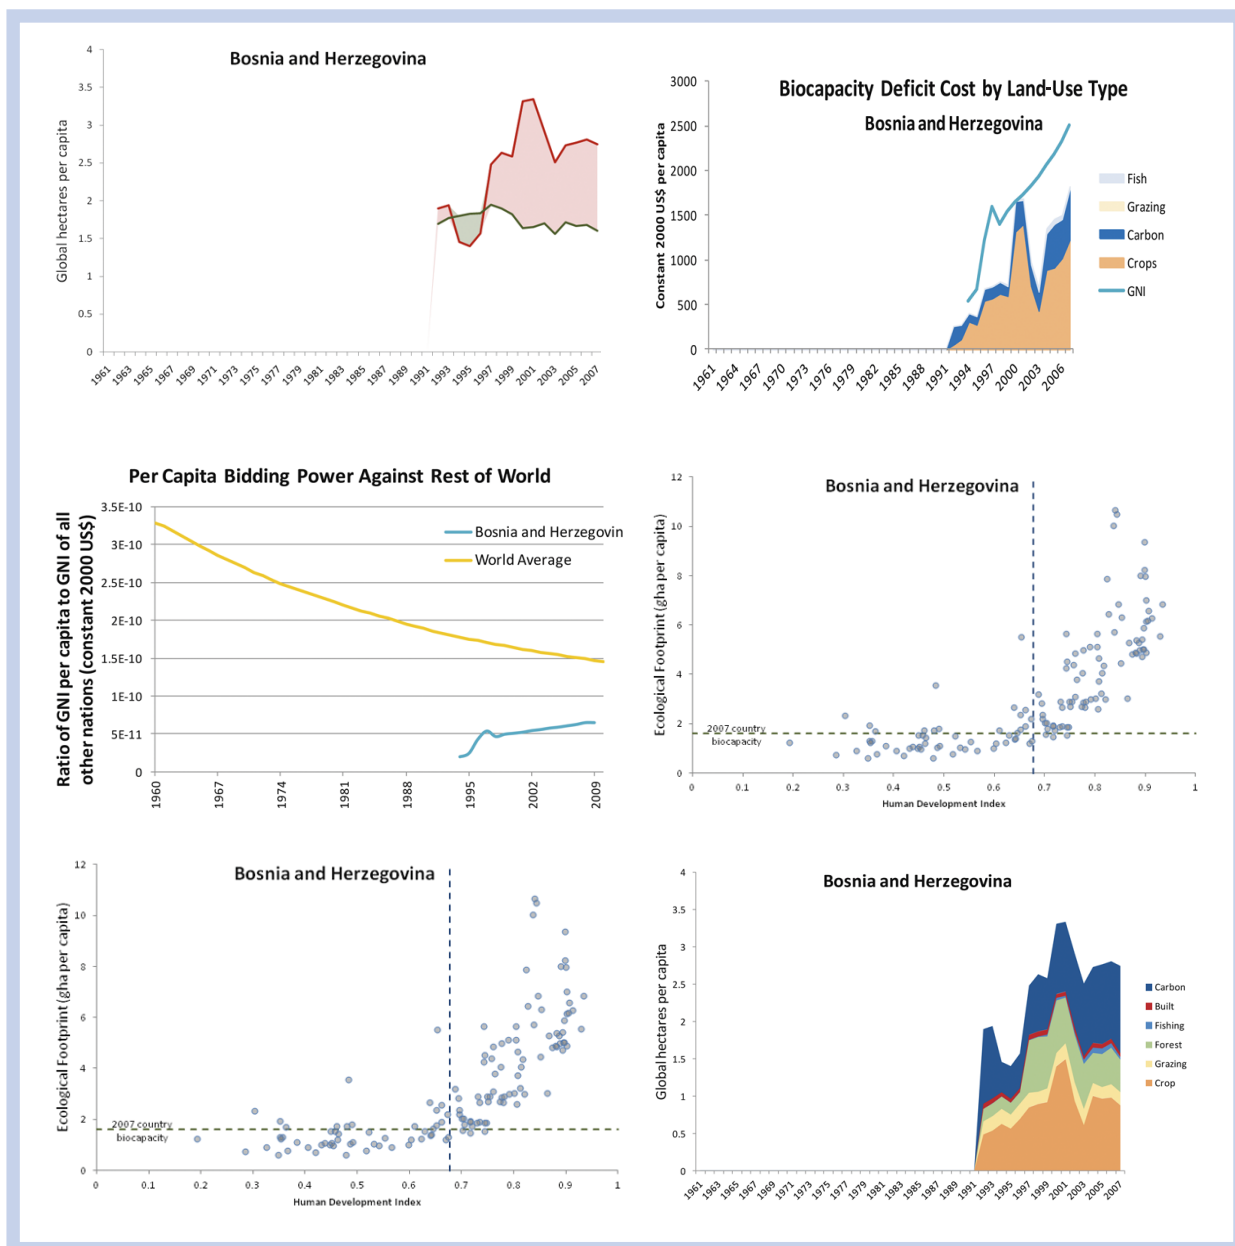 Bosnia and Herzegovina
Global hectares per capita
4
3.5
3
2.5
2
1.5
1
0.5
0
1961 1963 1965 1967 1969 1971 1973 1975 1977 1979 1981 1983 1985 1987 1989 1991 1993 1995 1997 1999 2001 2003 2005 2007
Biocapacity Deficit Cost by Land-Use Type
Bosnia and Herzegovina
Constant 2000 US$ per capita
3000
2500
2000
1500
1000
500
0
1961 1964 1967 1970 1973 1976 1979 1982 1985 1988 1991 1994 1997 2000 2003 2006
Fish
Grazing
Carbon
Crops
GNI
Per Capita Bidding Power Against Rest of World
Ratio of GNI per capita to GNI of all
other nations (constant 2000 US$)
3.5E-10
3E-10
2.5E-10
2E-10
1.5E-10
1E-10
5E-11
0
1960 1967 1974 1981 1988 1995 2002 2009
Bosnia and Herzegovin
World Average
Bosnia and Herzegovina
Ecological Footprint (gha per capita)
12
10
8
6
4
2
0
2007 country
biocapacity
0 0.1 0.2 0.3 0.4 0.5 0.6 0.7 0.8 0.9 1
Human Development Index
Bosnia and Herzegovina
Ecological Footprint (gha per capita)
12
10
8
6
4
2
0
2007 country
biocapacity
0 0.1 0.2 0.3 0.4 0.5 0.6 0.7 0.8 0.9 1
Human Development Index
Bosnia and Herzegovina
Global hectares per capita
4
3.5
3
2.5
2
1.5
1
0.5
0
1961 1963 1965 1967 1969 1971 1973 1975 1977 1979 1981 1983 1985 1987 1989 1991 1993 1995 1997 1999 2001 2003 2005 2007
Carbon
Built
Fishing
Forest
Grazing
Crop